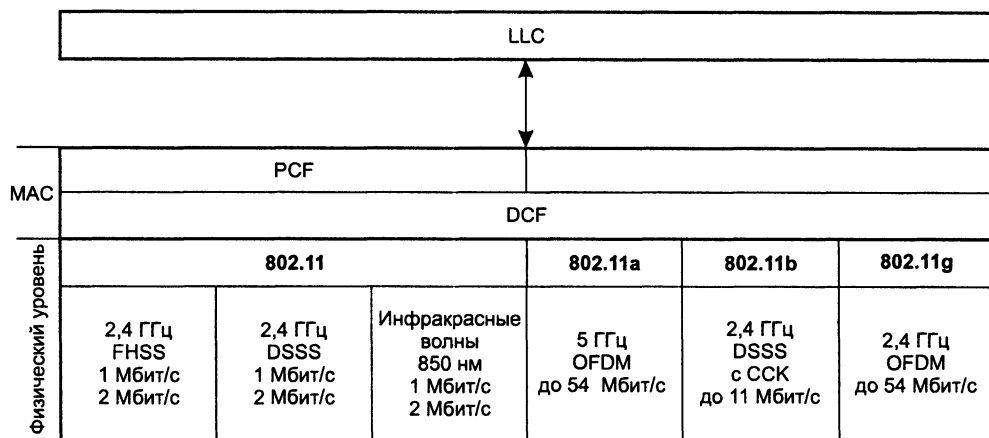 LLC
MAC
PCF
DCF
Физический уровень
802.11
802.11a
802.11b
802.11g
2,4 ГГц
FHSS
1 Мбит/с
2 Мбит/с
2,4 ГГц
DSSS
1 Мбит/с
2 Мбит/с
Инфракрасные
волны
850 нм
1 Мбит/с
2 Мбит/с
5 ГГц
OFDM
до 54 Мбит/с
2,4 ГГц
DSSS
с CCK
до 11 Мбит/с
2,4 ГГц
OFDM
до 54 Мбит/с